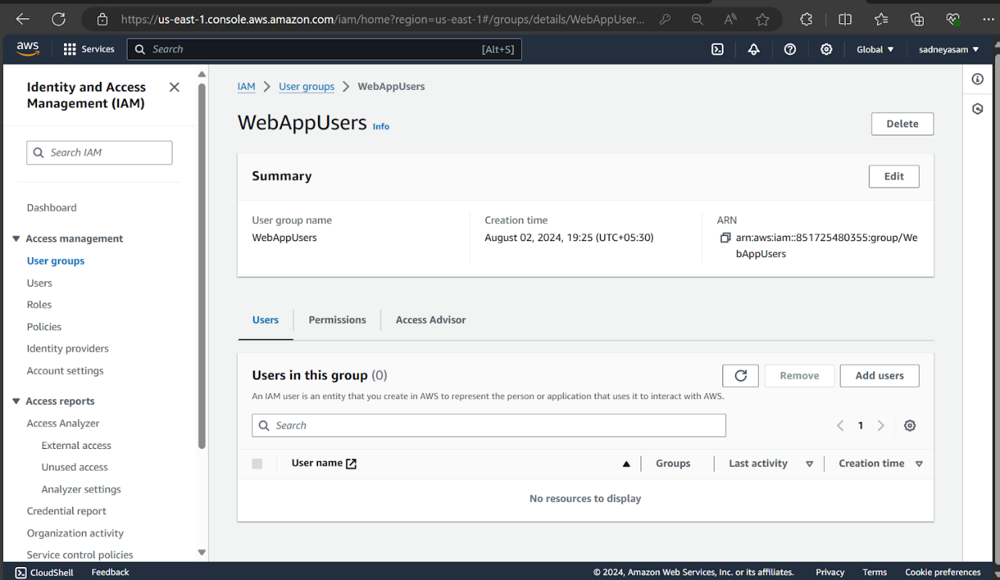 https://us-east-1.console.aws.amazon.com/iam/home?region=us-east-1#/groups/details/WebAppUser...
aws
Services
Search
[Alt+S]
Global
sadneyasam
Identity and Access
Management (IAM)
Search IAM
Dashboard
Access management
User groups
Users
Roles
Policies
Identity providers
Account settings
Access reports
Access Analyzer
External access
Unused access
Analyzer settings
Credential report
Organization activity
Service control policies
IAM > User groups > WebAppUsers
WebAppUsers Info
Delete
Summary
Edit
User group name
WebAppUsers
Creation time
August 02, 2024, 19:25 (UTC+05:30)
ARN
arn:aws:iam::851725480355:group/We
bAppUsers
Users
Permissions
Access Advisor
Users in this group (0)
Remove
Add users
An IAM user is an entity that you create in AWS to represent the person or application that uses it to interact with AWS.
Search
1
User name
Groups
Last activity
Creation time
No resources to display
CloudShell
Feedback
© 2024, Amazon Web Services, Inc. or its affiliates.
Privacy
Terms
Cookie preferences